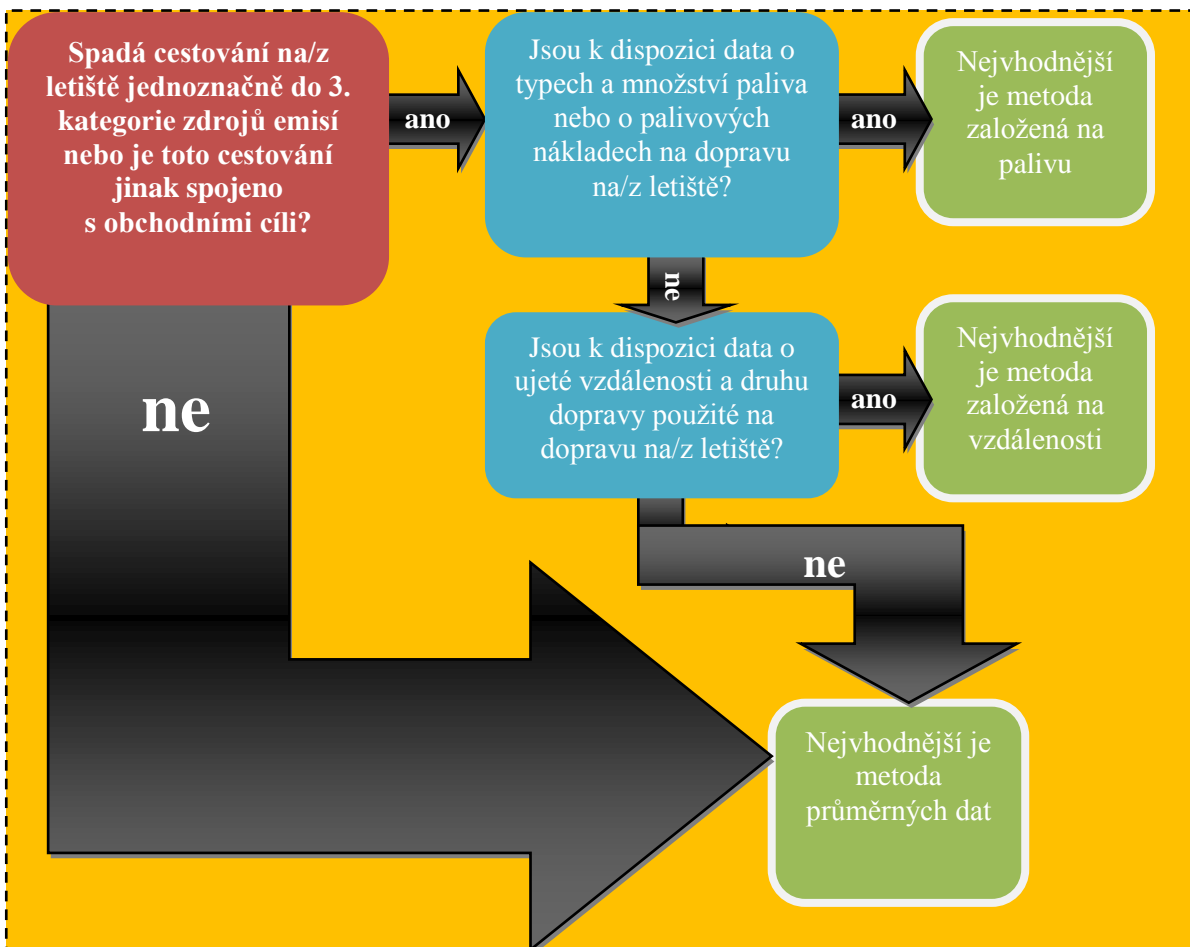 Spadá cestování na/z
letiště jednoznačně do 3.
kategorie zdrojů emisí
nebo je toto cestování
jinak spojeno
s obchodními cíli?
ano
Jsou k dispozici data o
typech a množství paliva
nebo o palivových
nákladech na dopravu
na/z letiště?
ano
Nejvhodnější
je metoda
založená na
palivu
ne
Jsou k dispozici data o
ujeté vzdálenosti a druhu
dopravy použité na
dopravu na/z letiště?
ano
Nejvhodnější
je metoda
založená na
vzdálenosti
ne
ne
Nejvhodnější je
metoda
průměrných dat